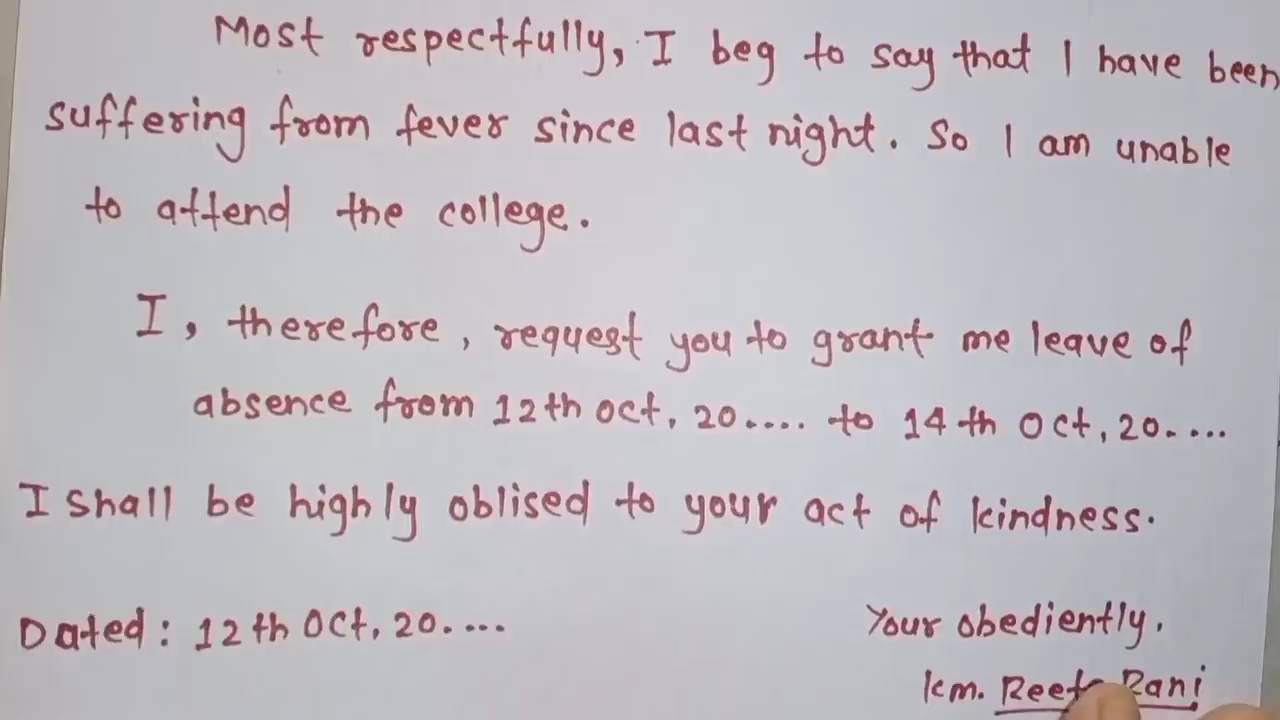 Most respectfully, I beg to say that I have been
suffering from fever since last night. So I am unable
to attend the college.
I, therefore, request you to grant me leave of
absence from 12th oct, 20.... to 14th Oct, 20....
I shall be highly oblised to your act of kindness.
Dated: 12th Oct, 20....
Your obediently.
km. Reeta Rani